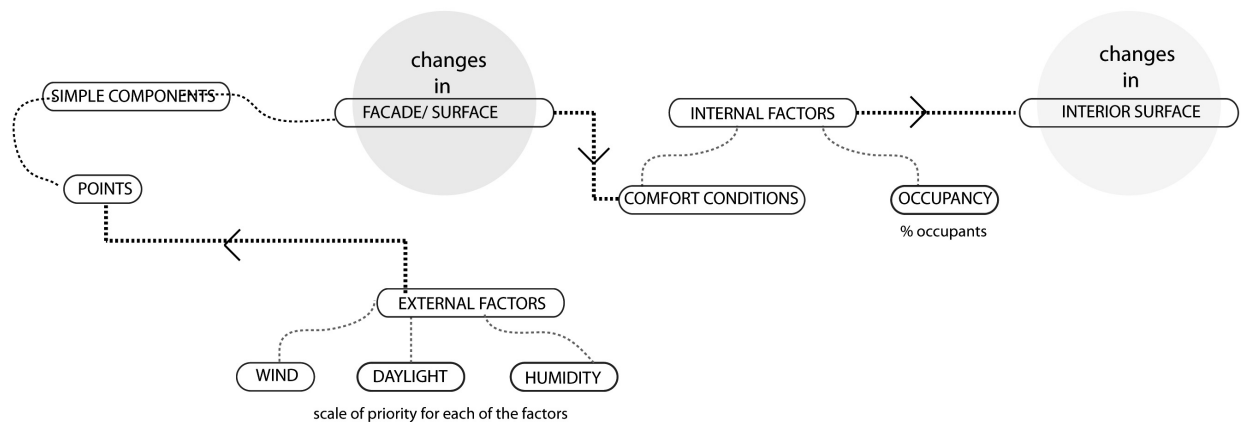 changes
in
FACADE/ SURFACE
SIMPLE COMPONENTS
POINTS
EXTERNAL FACTORS
WIND
DAYLIGHT
HUMIDITY
scale of priority for each of the factors
INTERNAL FACTORS
COMFORT CONDITIONS
OCCUPANCY
% occupants
changes
in
INTERIOR SURFACE